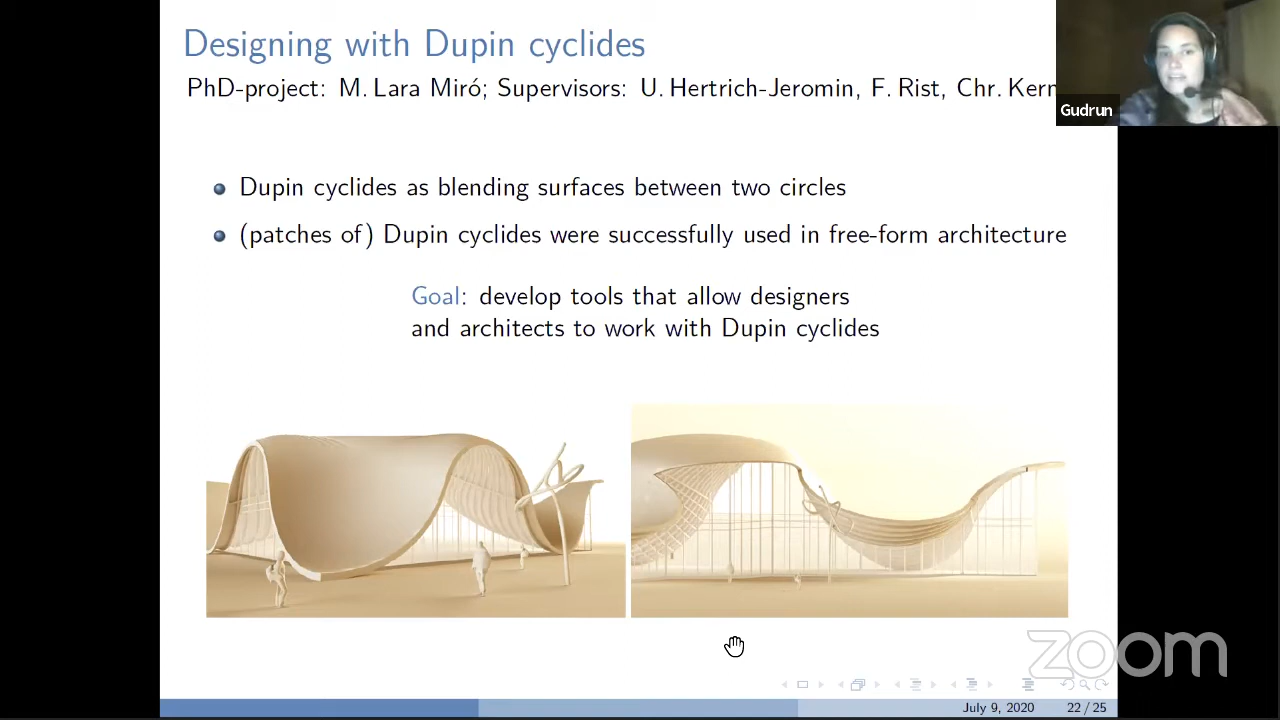 Designing with Dupin cyclides
PhD-project: M. Lara Miró; Supervisors: U. Hertrich-Jeromin, F. Rist, Chr.
Gudrun
Dupin cyclides as blending surfaces between two circles
(patches of) Dupin cyclides were successfully used in free-form architecture
Goal: develop tools that allow designers
and architects to work with Dupin cyclides
zoom
July 9, 2020 22 / 25